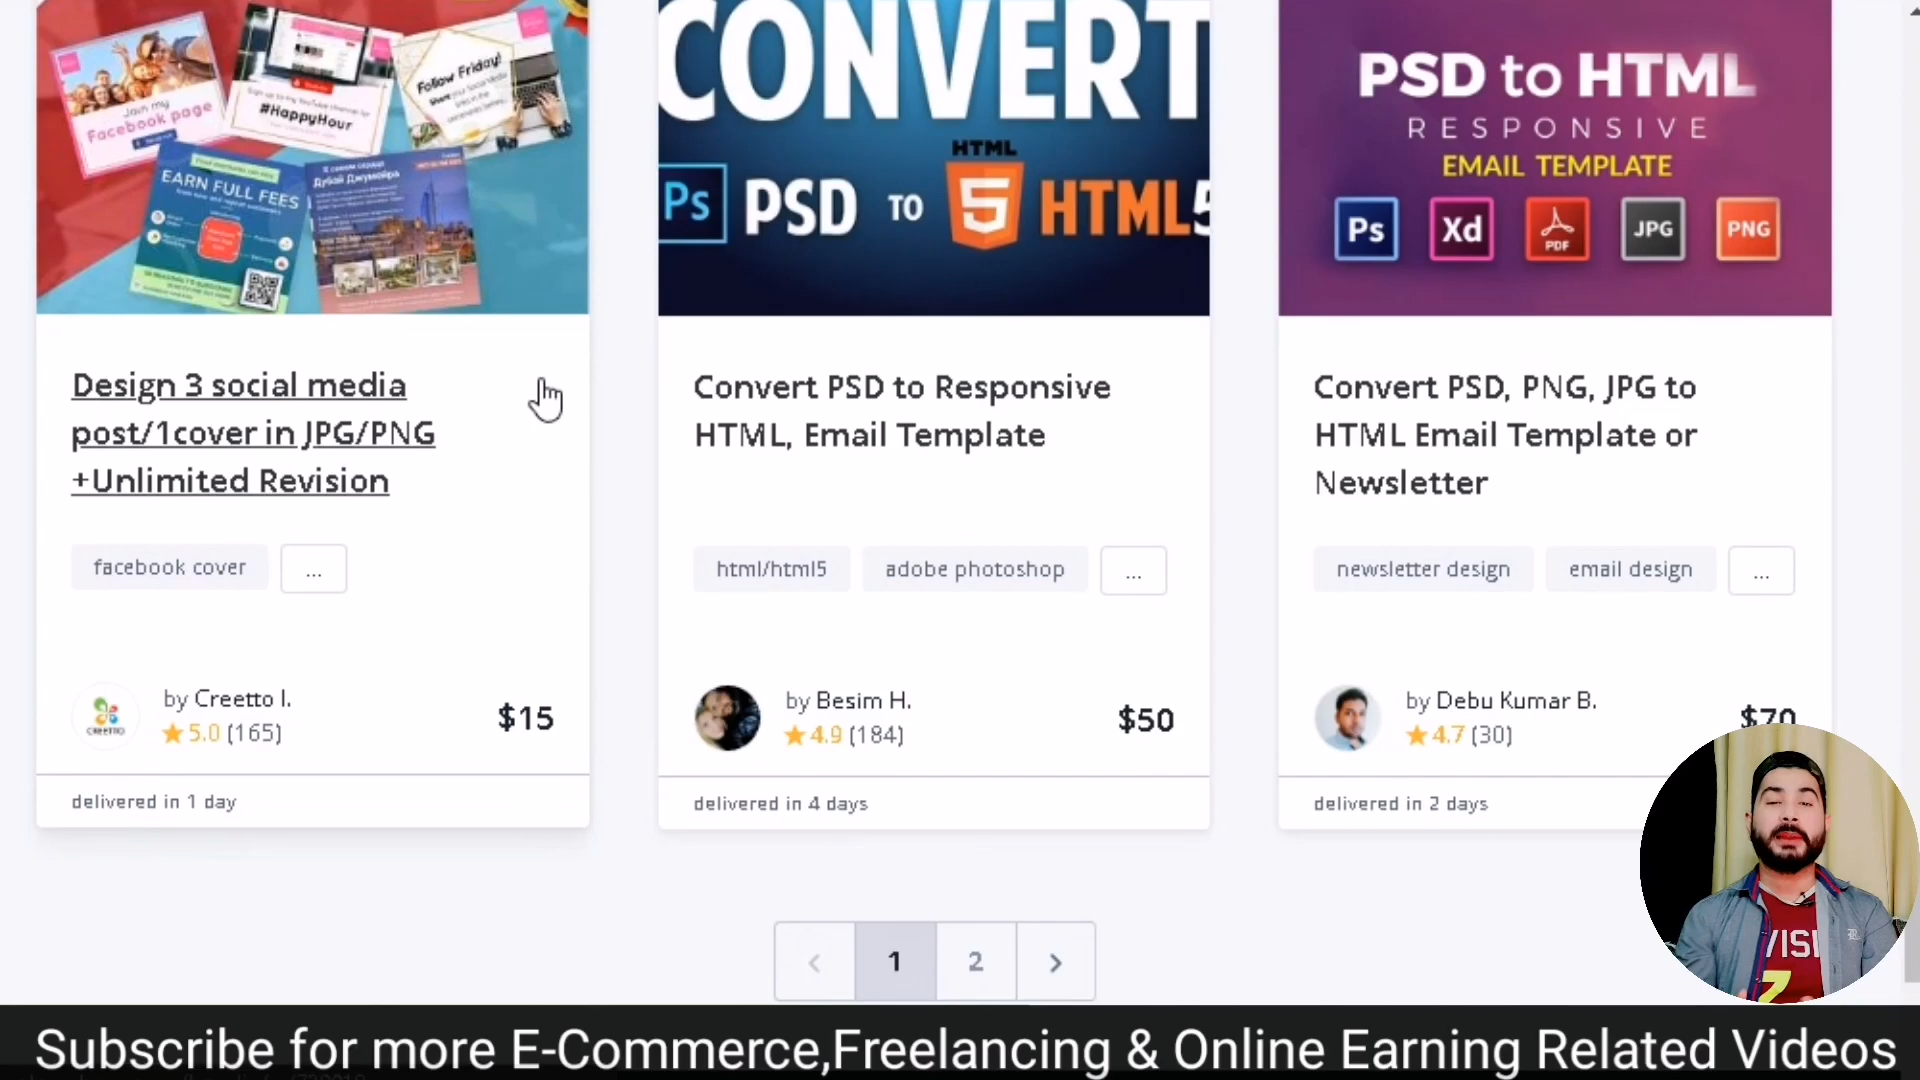 Join my
Facebook page
#HappyHour
Follow Friday!
EARN FULL FEES
Дубай Джумейра
CONVERT
Ps PSD TO HTML 5 HTML5
PSD to HTML
RESPONSIVE
EMAIL TEMPLATE
Ps Xd PDF JPG PNG
Design 3 social media
post/1cover in JPG/PNG
+Unlimited Revision
Convert PSD to Responsive
HTML, Email Template
Convert PSD, PNG, JPG to
HTML Email Template or
Newsletter
facebook cover ...
html/html5 adobe photoshop ...
newsletter design email design ...
CREETTO
by Creetto I.
5.0 (165)
$15
by Besim H.
4.9 (184)
$50
by Debu Kumar B.
4.7 (30)
$70
delivered in 1 day
delivered in 4 days
delivered in 2 days
< 1 2 >
Subscribe for more E-Commerce,Freelancing & Online Earning Related Videos